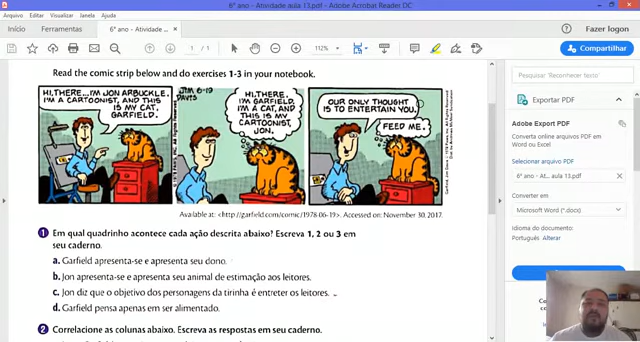 6º ano - Atividade aula 13.pdf - Adobe Acrobat Reader DC
Arquivo Editar Visualizar Janela Ajuda
Início Ferramentas 6º ano - Atividade aula 13.pdf × Fazer logon
1 / 1 112% Compartilhar
Read the comic strip below and do exercises 1-3 in your notebook.
HI, THERE... I'M JON ARBUCKLE.
I'M A CARTOONIST, AND THIS
IS MY CAT,
GARFIELD.
JIM DAVIS
6-19
HI, THERE.
I'M GARFIELD.
I'M A CAT, AND
THIS IS MY
CARTOONIST,
JON.
OUR ONLY THOUGHT
IS TO ENTERTAIN YOU.
FEED ME.
Available at: <http://garfield.com/comic/1978-06-19>. Accessed on: November 30, 2017.
1 Em qual quadrinho acontece cada ação descrita abaixo? Escreva 1, 2 ou 3 em
seu caderno.
a. Garfield apresenta-se e apresenta seu dono.
b. Jon apresenta-se e apresenta seu animal de estimação aos leitores.
c. Jon diz que o objetivo dos personagens da tirinha é entreter os leitores.
d. Garfield pensa apenas em ser alimentado.
2 Correlacione as colunas abaixo. Escreva as respostas em seu caderno.
Pesquisar 'Reconhecer texto'
Exportar PDF
Adobe Export PDF
Converta online arquivos PDF em
Word ou Excel
Selecionar arquivo PDF
6º ano - At... aula 13.pdf ×
Converter em
Microsoft Word (*.docx)
Idioma do documento:
Português Alterar